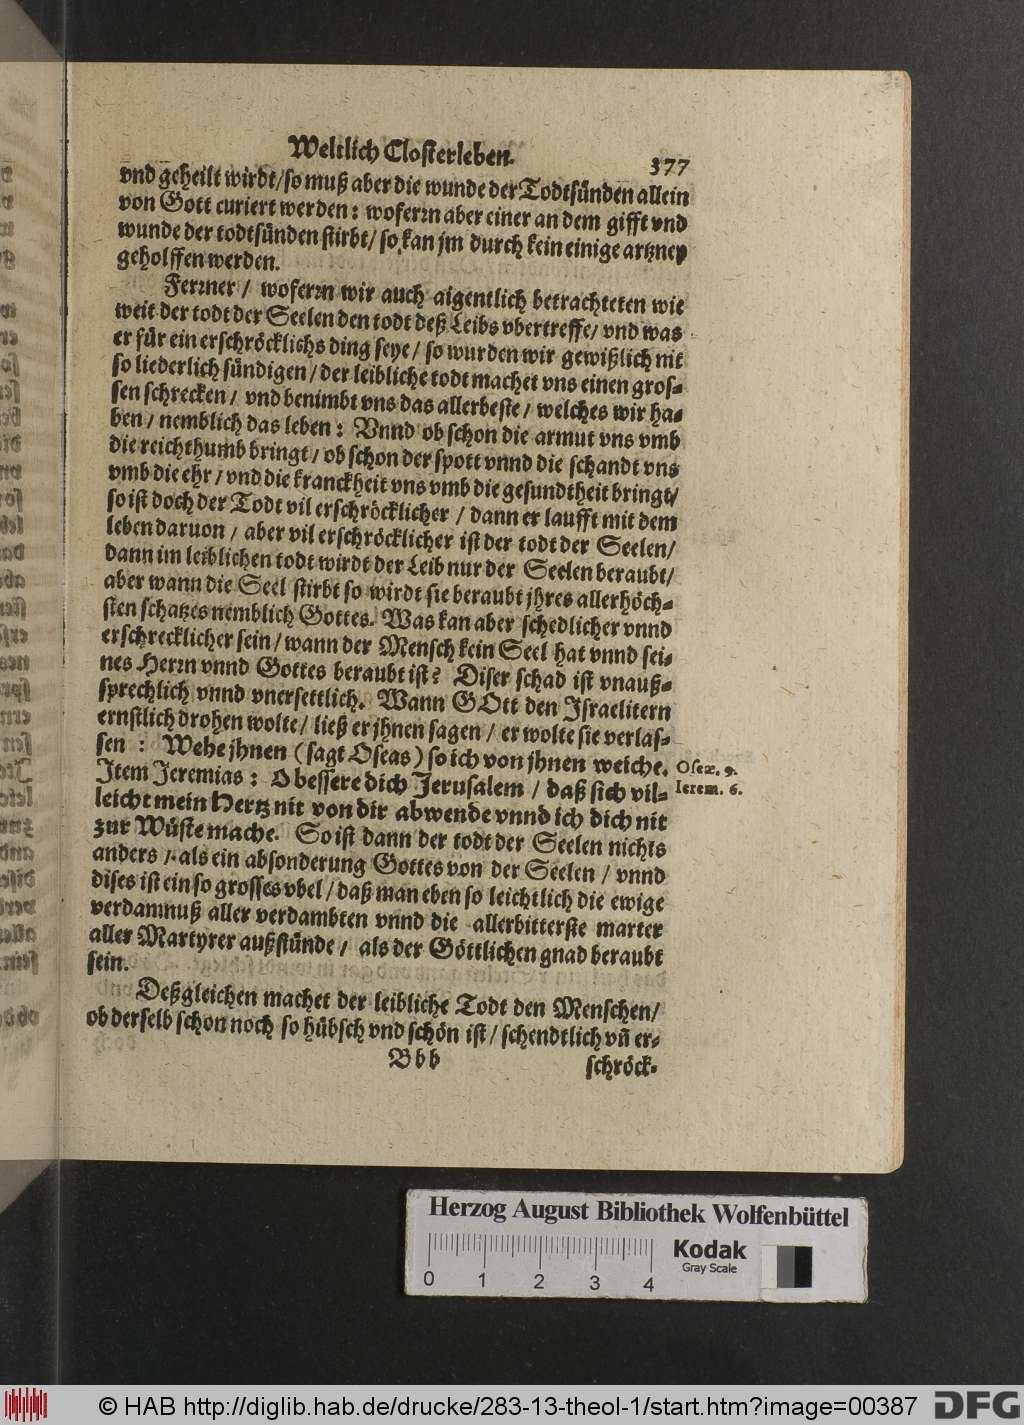 Weltlich Closterleben. 377
vnd geheilt wirdt/ so muß aber die wunde der Todtsünden allein
von Gott curiert werden: woferrn aber einer an dem gifft vnd
wunde der todtsünden stirbt/ so kan jm durch kein einige artzney
geholffen werden.
Ferrner / woferrn wir auch aigentlich betrachteten wie
weit der todt der Seelen den todt deß Leibs vbertreffe/ vnd was
er für ein erschröcklichs ding seye/ so wurden wir gewißlich nit
so liederlich sündigen/ der leibliche todt machet vns einen gros-
sen schrecken/ vnd benimbt vns das allerbeste/ welches wir ha-
ben/ nemblich das leben: Vnnd ob schon die armut vns vmb
die reichthumb bringt/ ob schon der spott vnnd die schandt vns
vmb die ehr/ vnd die kranckheit vns vmb die gesundtheit bringt/
so ist doch der Todt vil erschröcklicher / dann er laufft mit dem
leben daruon / aber vil erschröcklicher ist der todt der Seelen/
dann im leiblichen todt wirdt der Leib nur der Seelen beraubt/
aber wann die Seel stirbt so wirdt sie beraubt jhres allerhöch-
sten schatzes nemblich Gottes. Was kan aber schedlicher vnnd
erschrecklicher sein/ wann der Mensch kein Seel hat vnnd sei-
nes Herrn vnnd Gottes beraubt ist? Diser schad ist vnauß-
sprechlich vnnd vnersettlich. Wann GOtt den Israelitern
ernstlich drohen wolte/ ließ er jhnen sagen / er wolte sie verlas-
sen : Wehe jhnen (sagt Oseas) so ich von jhnen weiche. Oseæ. 9.
Item Jeremias: O bessere dich Jerusalem / daß sich vil- Ierem. 6.
leicht mein Hertz nit von dir abwende vnnd ich dich nit
zur Wüste mache. So ist dann der todt der Seelen nichts
anders / als ein absonderung Gottes von der Seelen / vnnd
dises ist ein so grosses vbel/ daß man eben so leichtlich die ewige
verdamnuß aller verdambten vnnd die allerbitterste marter
aller Martyrer außstünde / als der Göttlichen gnad beraubt
sein.
Deßgleichen machet der leibliche Todt den Menschen/
ob derselb schon noch so hübsch vnd schön ist/ schendtlich vñ er-
Bbb schröck-
Herzog August Bibliothek Wolfenbüttel
Kodak
Gray Scale
0 1 2 3 4
© HAB http://diglib.hab.de/drucke/283-13-theol-1/start.htm?image=00387 DFG